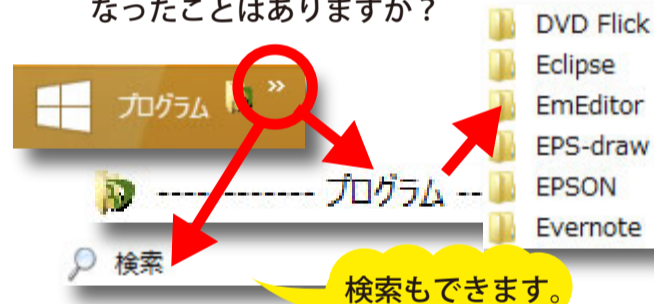 なったことはありますか？
プログラム »
------------ プログラム --
検索
検索もできます。
DVD Flick
Eclipse
EmEditor
EPS-draw
EPSON
Evernote